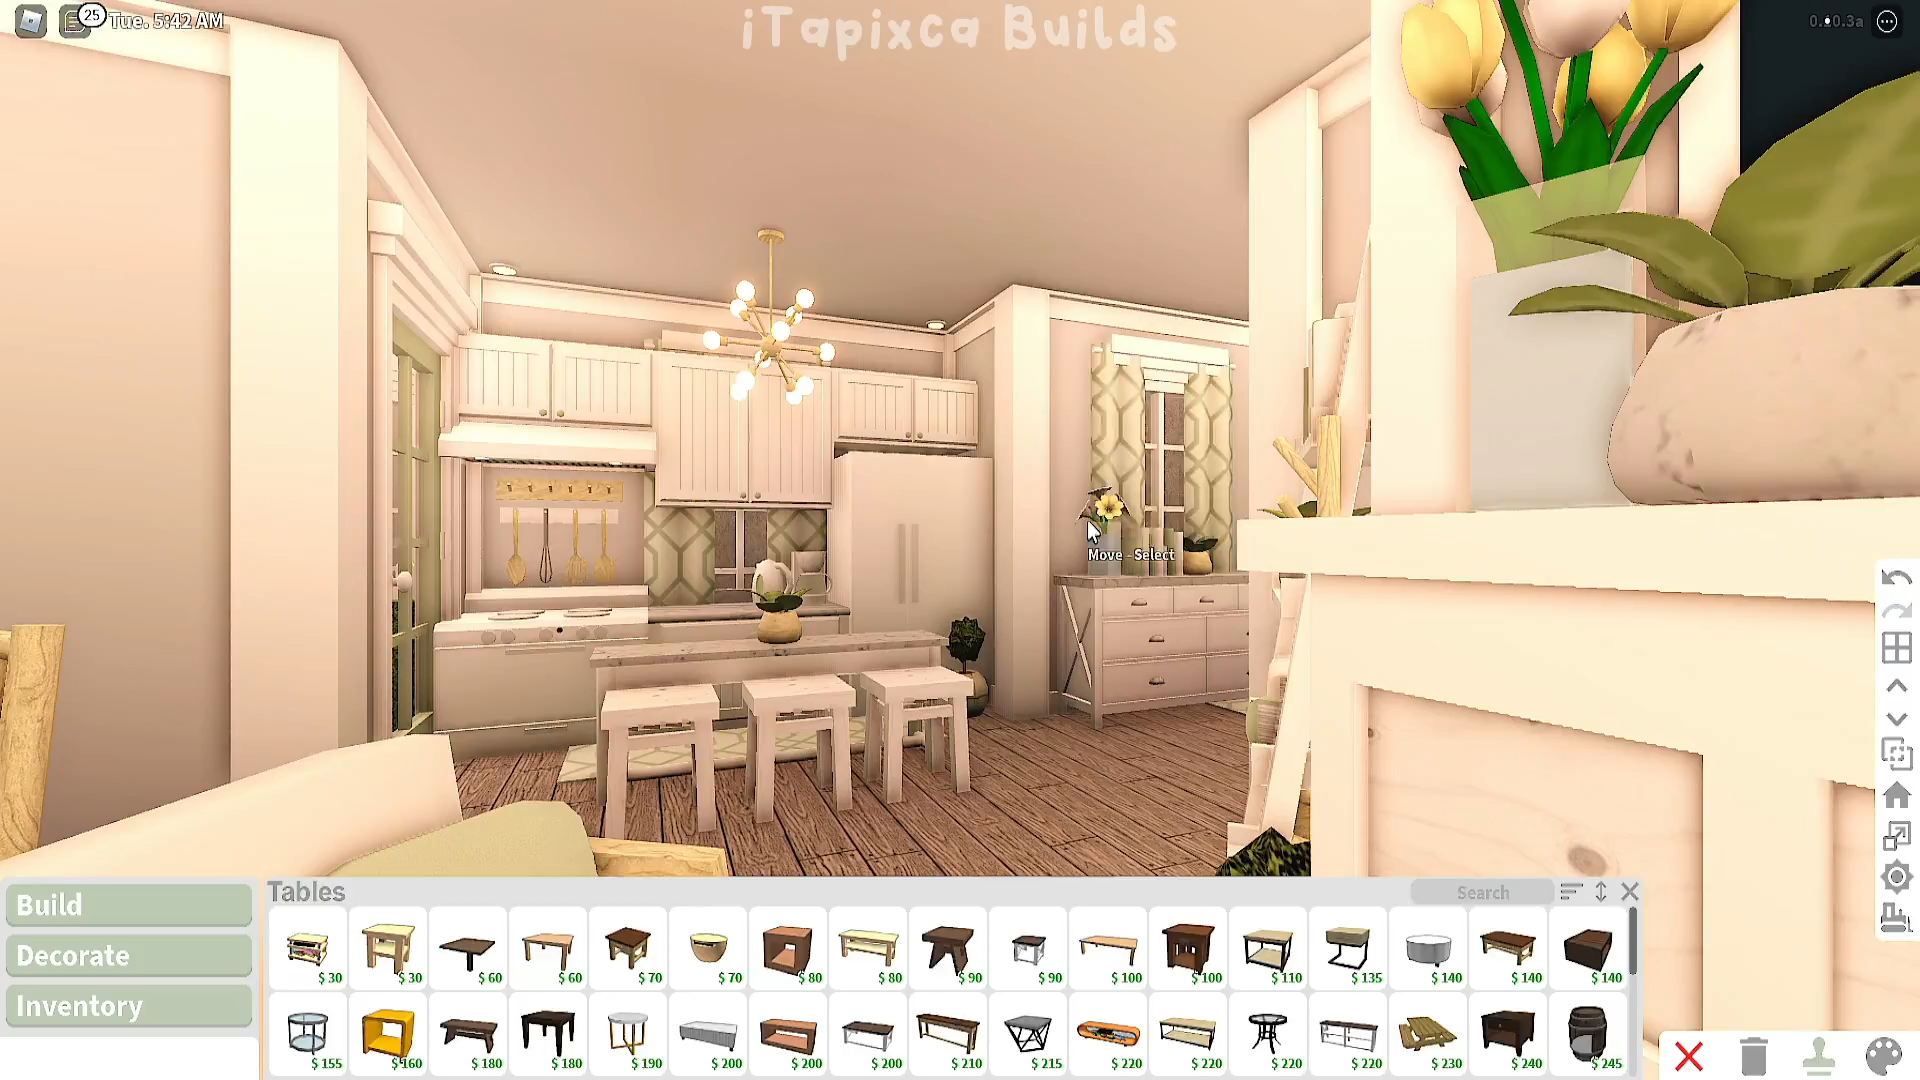 iTapixca Builds
25
Tue. 5:42 AM
Move - Select
Build
Decorate
Inventory
Tables
Search
$ 30 $ 30 $ 60 $ 60 $ 70 $ 70 $ 80 $ 80 $ 90 $ 90 $ 100 $ 100 $ 110 $ 135 $ 140 $ 140 $ 140
$ 155 $ 160 $ 180 $ 180 $ 190 $ 200 $ 200 $ 200 $ 210 $ 215 $ 220 $ 220 $ 220 $ 220 $ 230 $ 240 $ 245